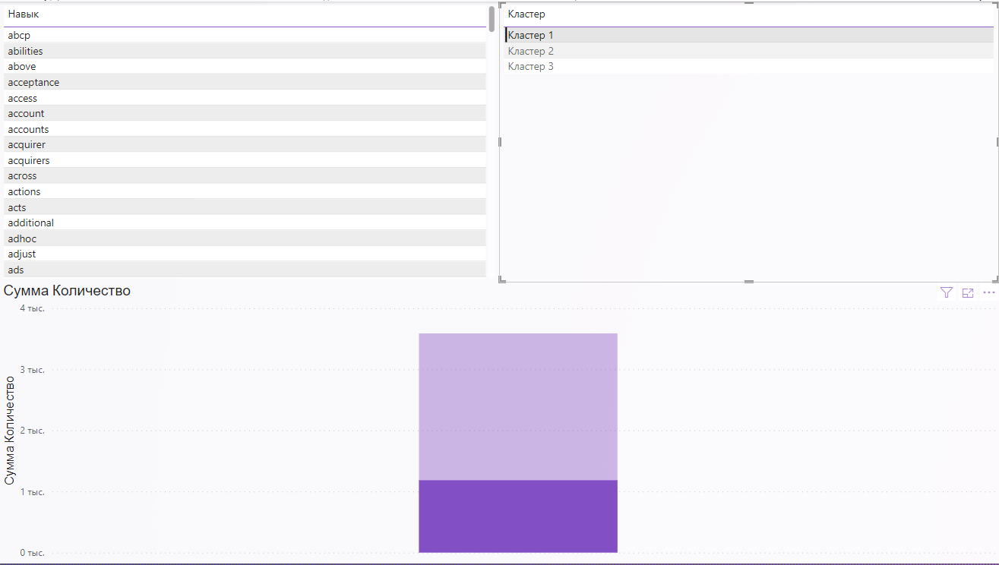 Навык
abcp
abilities
above
acceptance
access
account
accounts
acquirer
acquirers
across
actions
acts
additional
adhoc
adjust
ads
Кластер
Кластер 1
Кластер 2
Кластер 3
Сумма Количество
4 тыс.
3 тыс.
2 тыс.
1 тыс.
0 тыс.
Сумма Количество